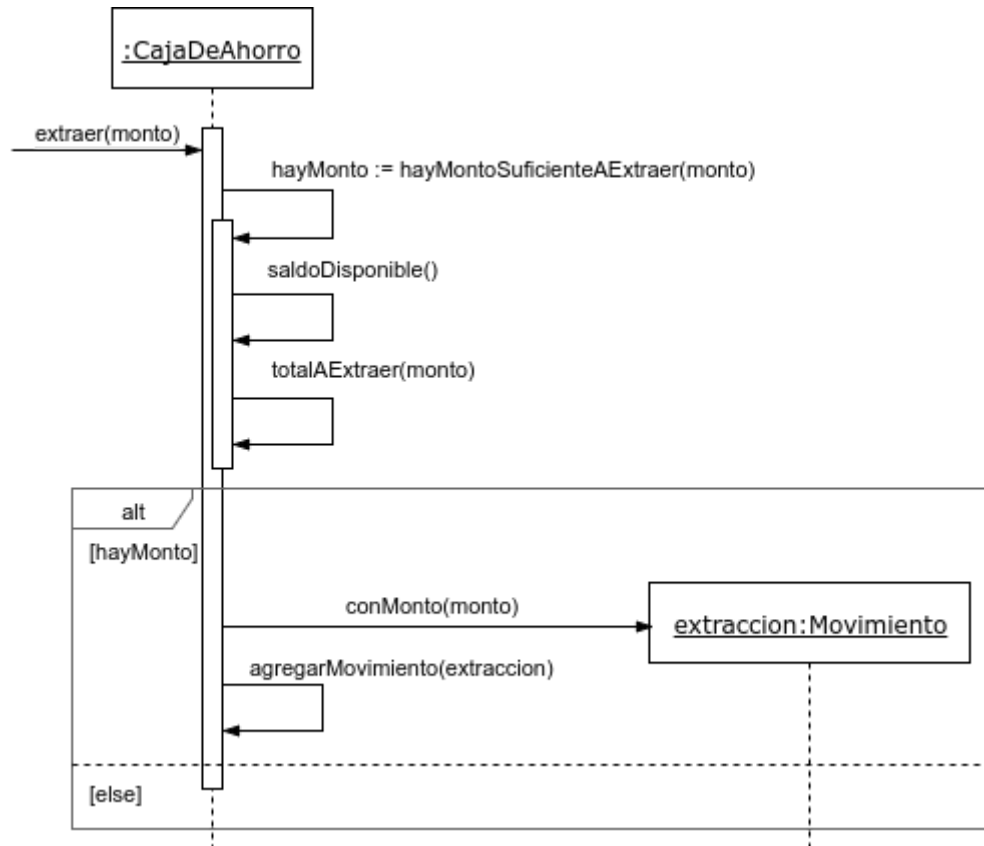 :CajaDeAhorro
extraer(monto)
hayMonto := hayMontoSuficienteAExtraer(monto)
saldoDisponible()
totalAExtraer(monto)
alt
[hayMonto]
conMonto(monto)
extraccion:Movimiento
agregarMovimiento(extraccion)
[else]